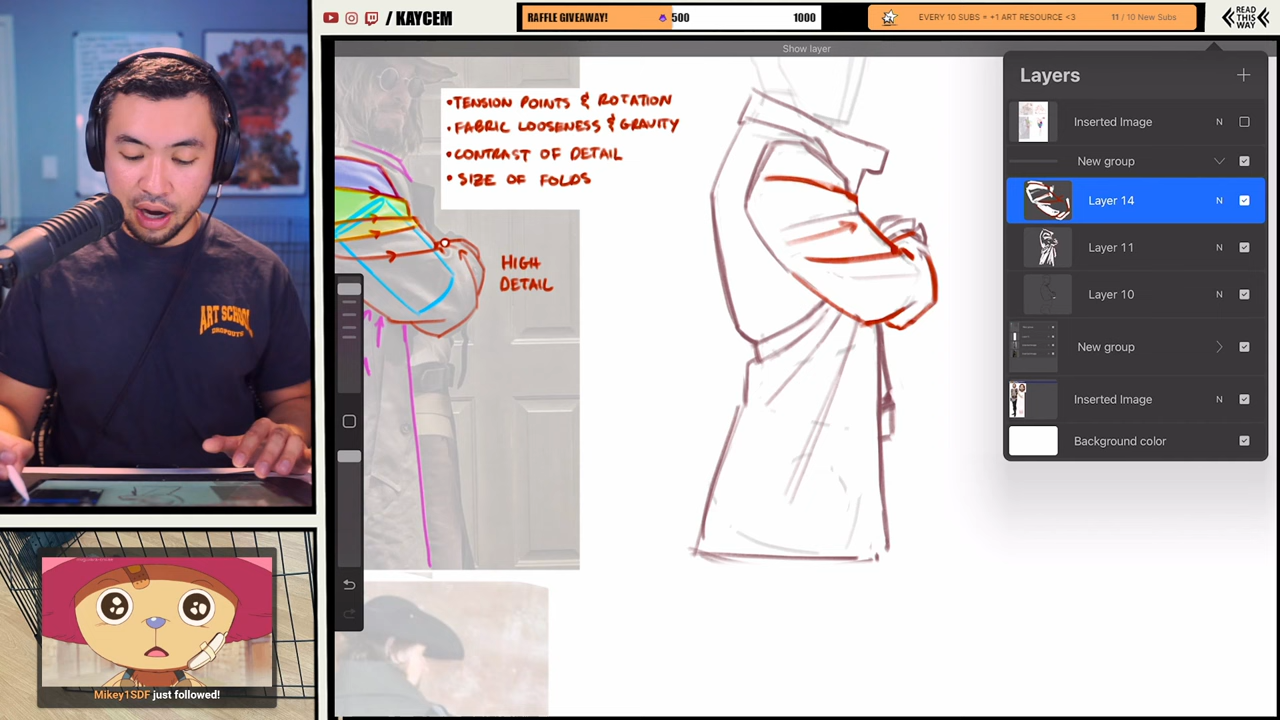 / KAYCEM
RAFFLE GIVEAWAY!
500
1000
EVERY 10 SUBS = +1 ART RESOURCE <3
11 / 10 New Subs
READ
THIS
WAY
Show layer
•TENSION POINTS & ROTATION
•FABRIC LOOSENESS & GRAVITY
•CONTRAST OF DETAIL
•SIZE OF FOLDS
HIGH
DETAIL
Layers
Inserted Image N
New group
Layer 14 N
Layer 11 N
Layer 10 N
New group
Inserted Image N
Background color
ART SCHOOL
DROPOUTS
Mikey1SDF just followed!